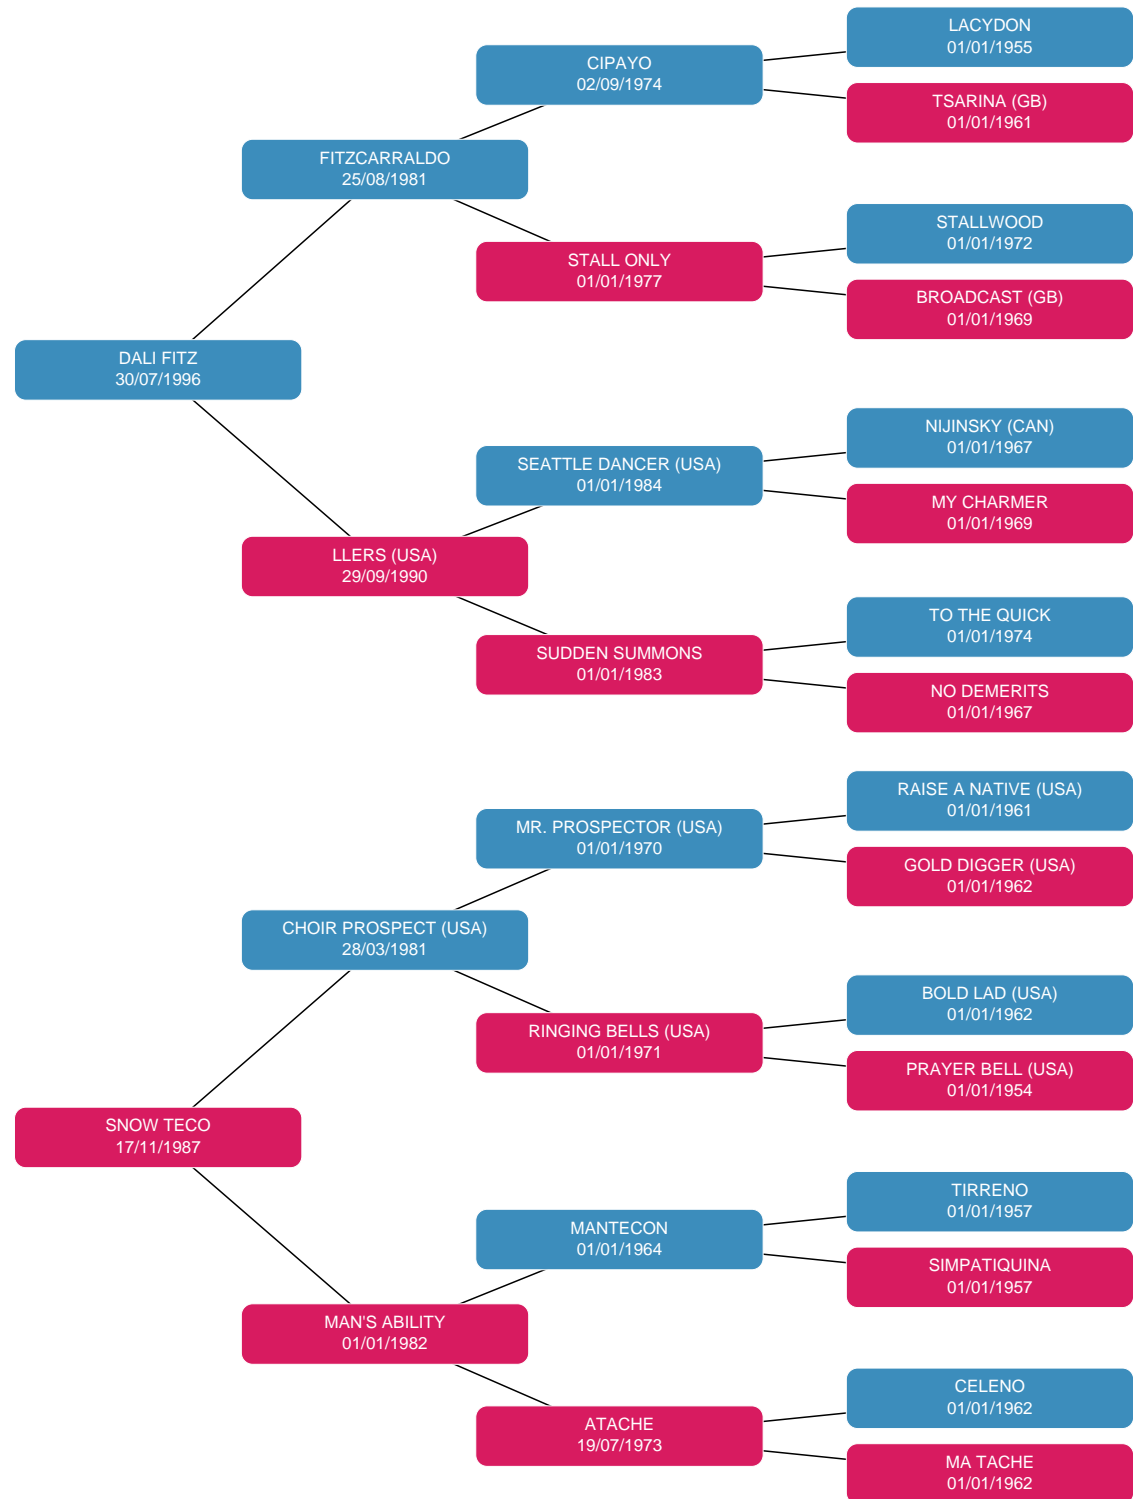 LACYDON
01/01/1955
CIPAYO
02/09/1974
TSARINA (GB)
01/01/1961
FITZCARRALDO
25/08/1981
STALLWOOD
01/01/1972
STALL ONLY
01/01/1977
BROADCAST (GB)
01/01/1969
DALI FITZ
30/07/1996
NIJINSKY (CAN)
01/01/1967
SEATTLE DANCER (USA)
01/01/1984
MY CHARMER
01/01/1969
LLERS (USA)
29/09/1990
TO THE QUICK
01/01/1974
SUDDEN SUMMONS
01/01/1983
NO DEMERITS
01/01/1967
RAISE A NATIVE (USA)
01/01/1961
MR. PROSPECTOR (USA)
01/01/1970
GOLD DIGGER (USA)
01/01/1962
CHOIR PROSPECT (USA)
28/03/1981
BOLD LAD (USA)
01/01/1962
RINGING BELLS (USA)
01/01/1971
PRAYER BELL (USA)
01/01/1954
SNOW TECO
17/11/1987
TIRRENO
01/01/1957
MANTECON
01/01/1964
SIMPATIQUINA
01/01/1957
MAN'S ABILITY
01/01/1982
CELENO
01/01/1962
ATACHE
19/07/1973
MA TACHE
01/01/1962